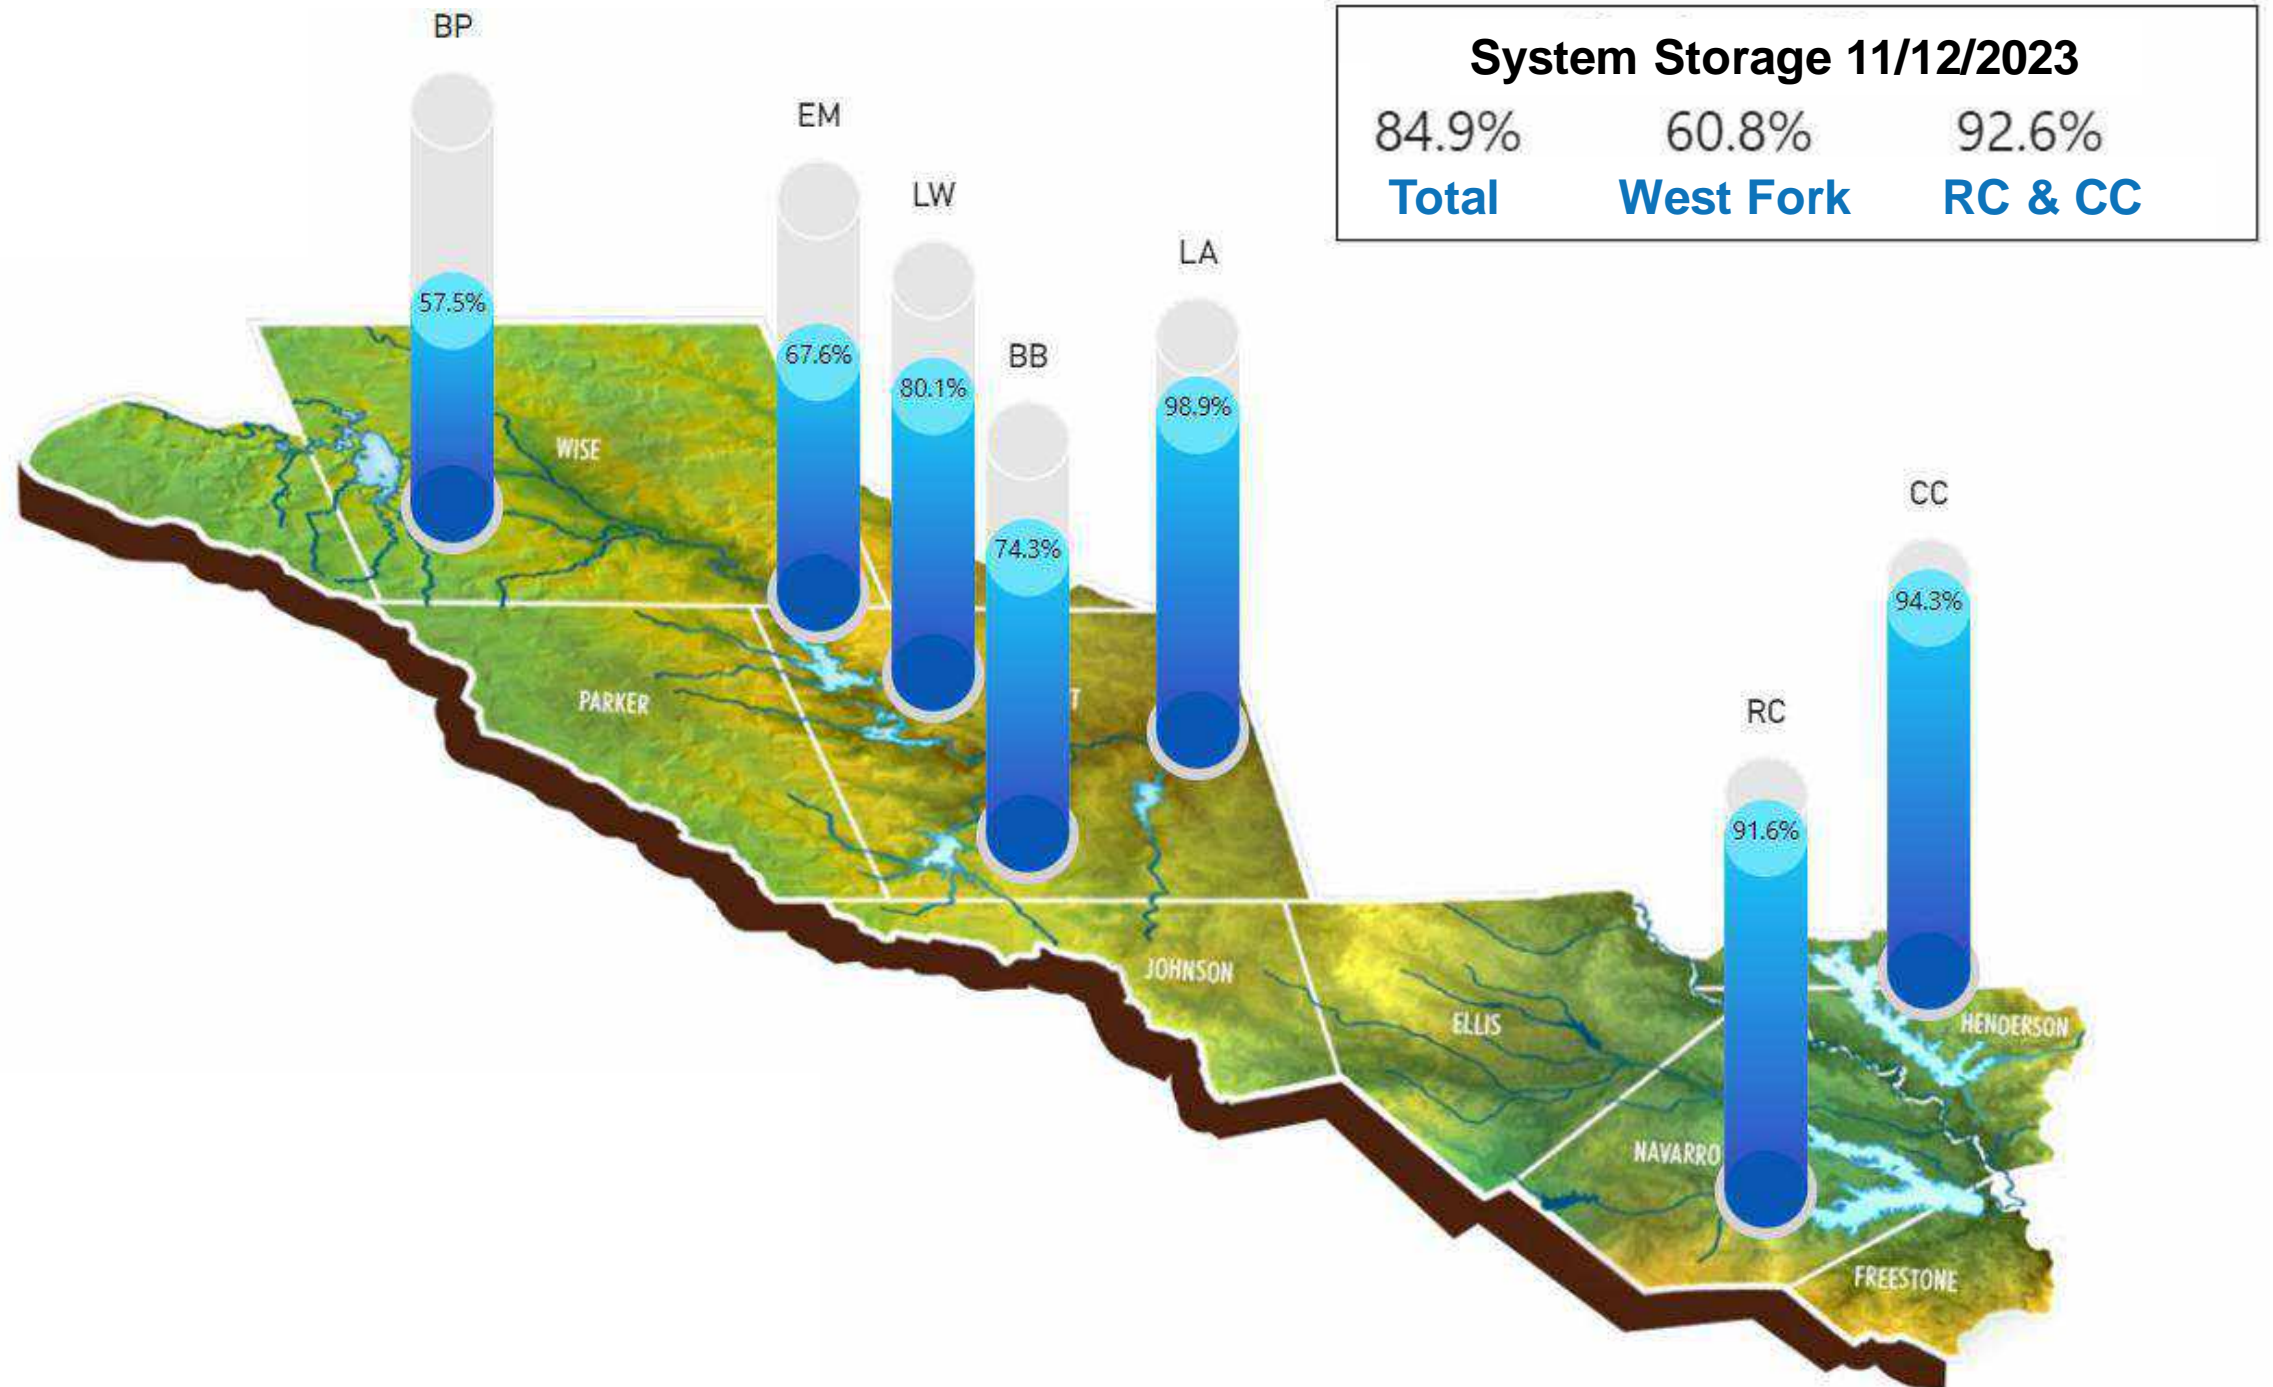 BP
System Storage 11/12/2023
84.9% 60.8% 92.6%
Total West Fork RC & CC
EM
LW
LA
57.5%
67.6%
BB
80.1%
98.9%
WISE
CC
74.3%
94.3%
PARKER
T
RC
91.6%
JOHNSON
ELLIS
HENDERSON
NAVARRO
FREESTONE